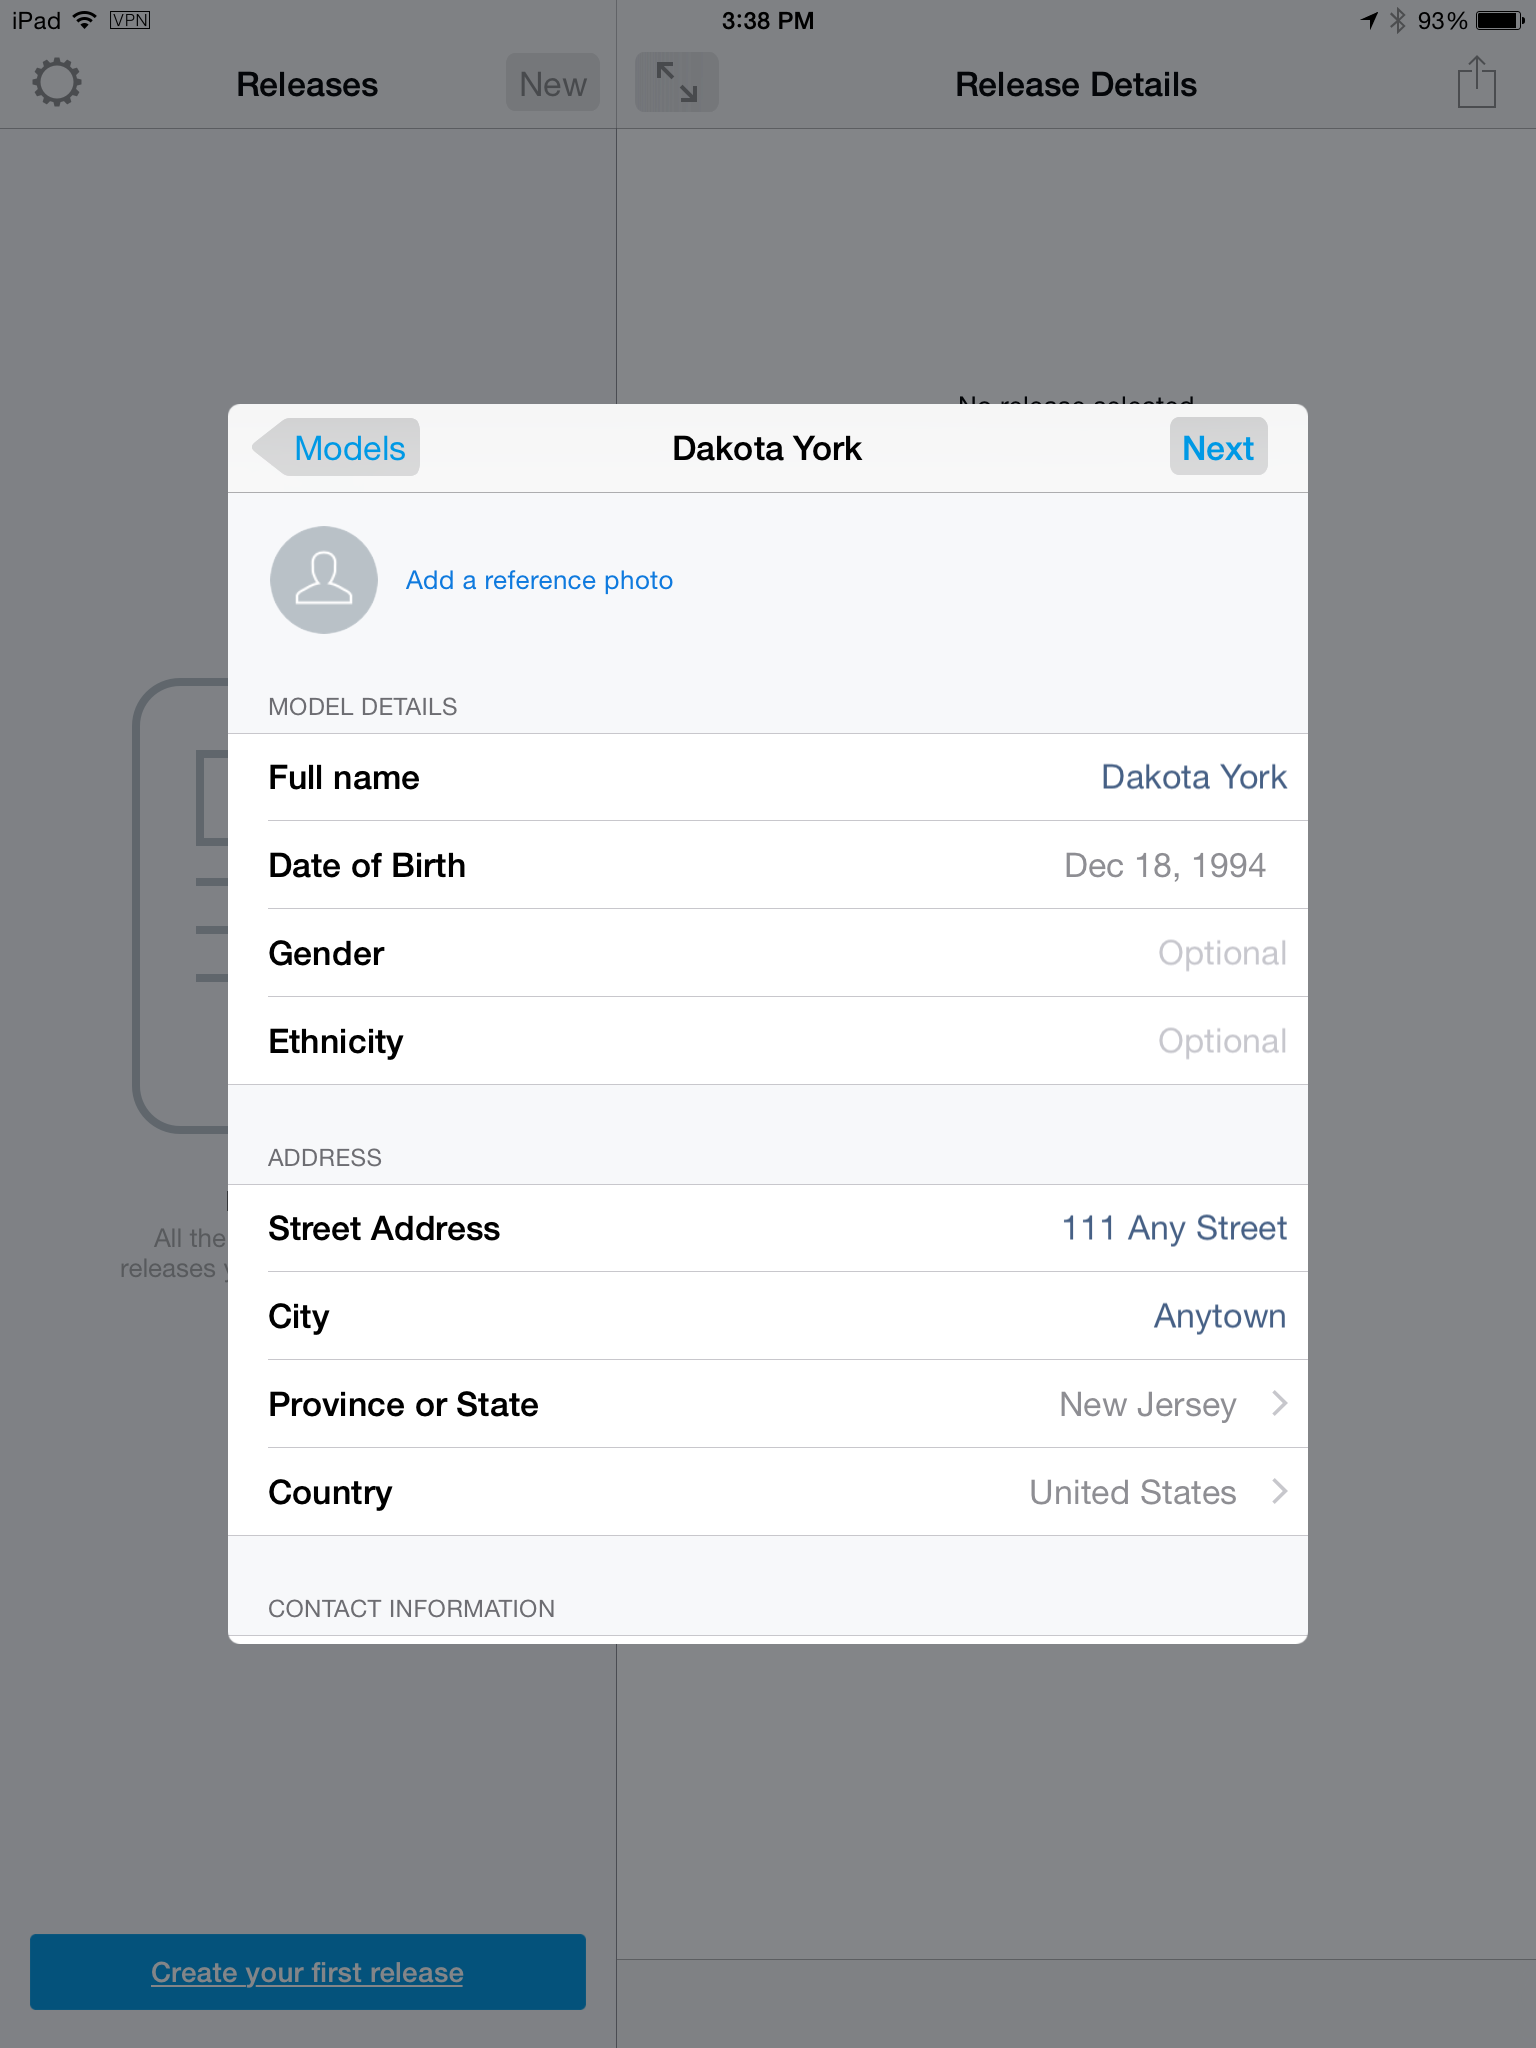 iPad VPN 3:38 PM 93%
Releases New Release Details
No release selected
Models Dakota York Next
Add a reference photo
MODEL DETAILS
Full name Dakota York
Date of Birth Dec 18, 1994
Gender Optional
Ethnicity Optional
ADDRESS
Street Address 111 Any Street
All the
City Anytown
releases
Province or State New Jersey
Country United States
CONTACT INFORMATION
Create your first release